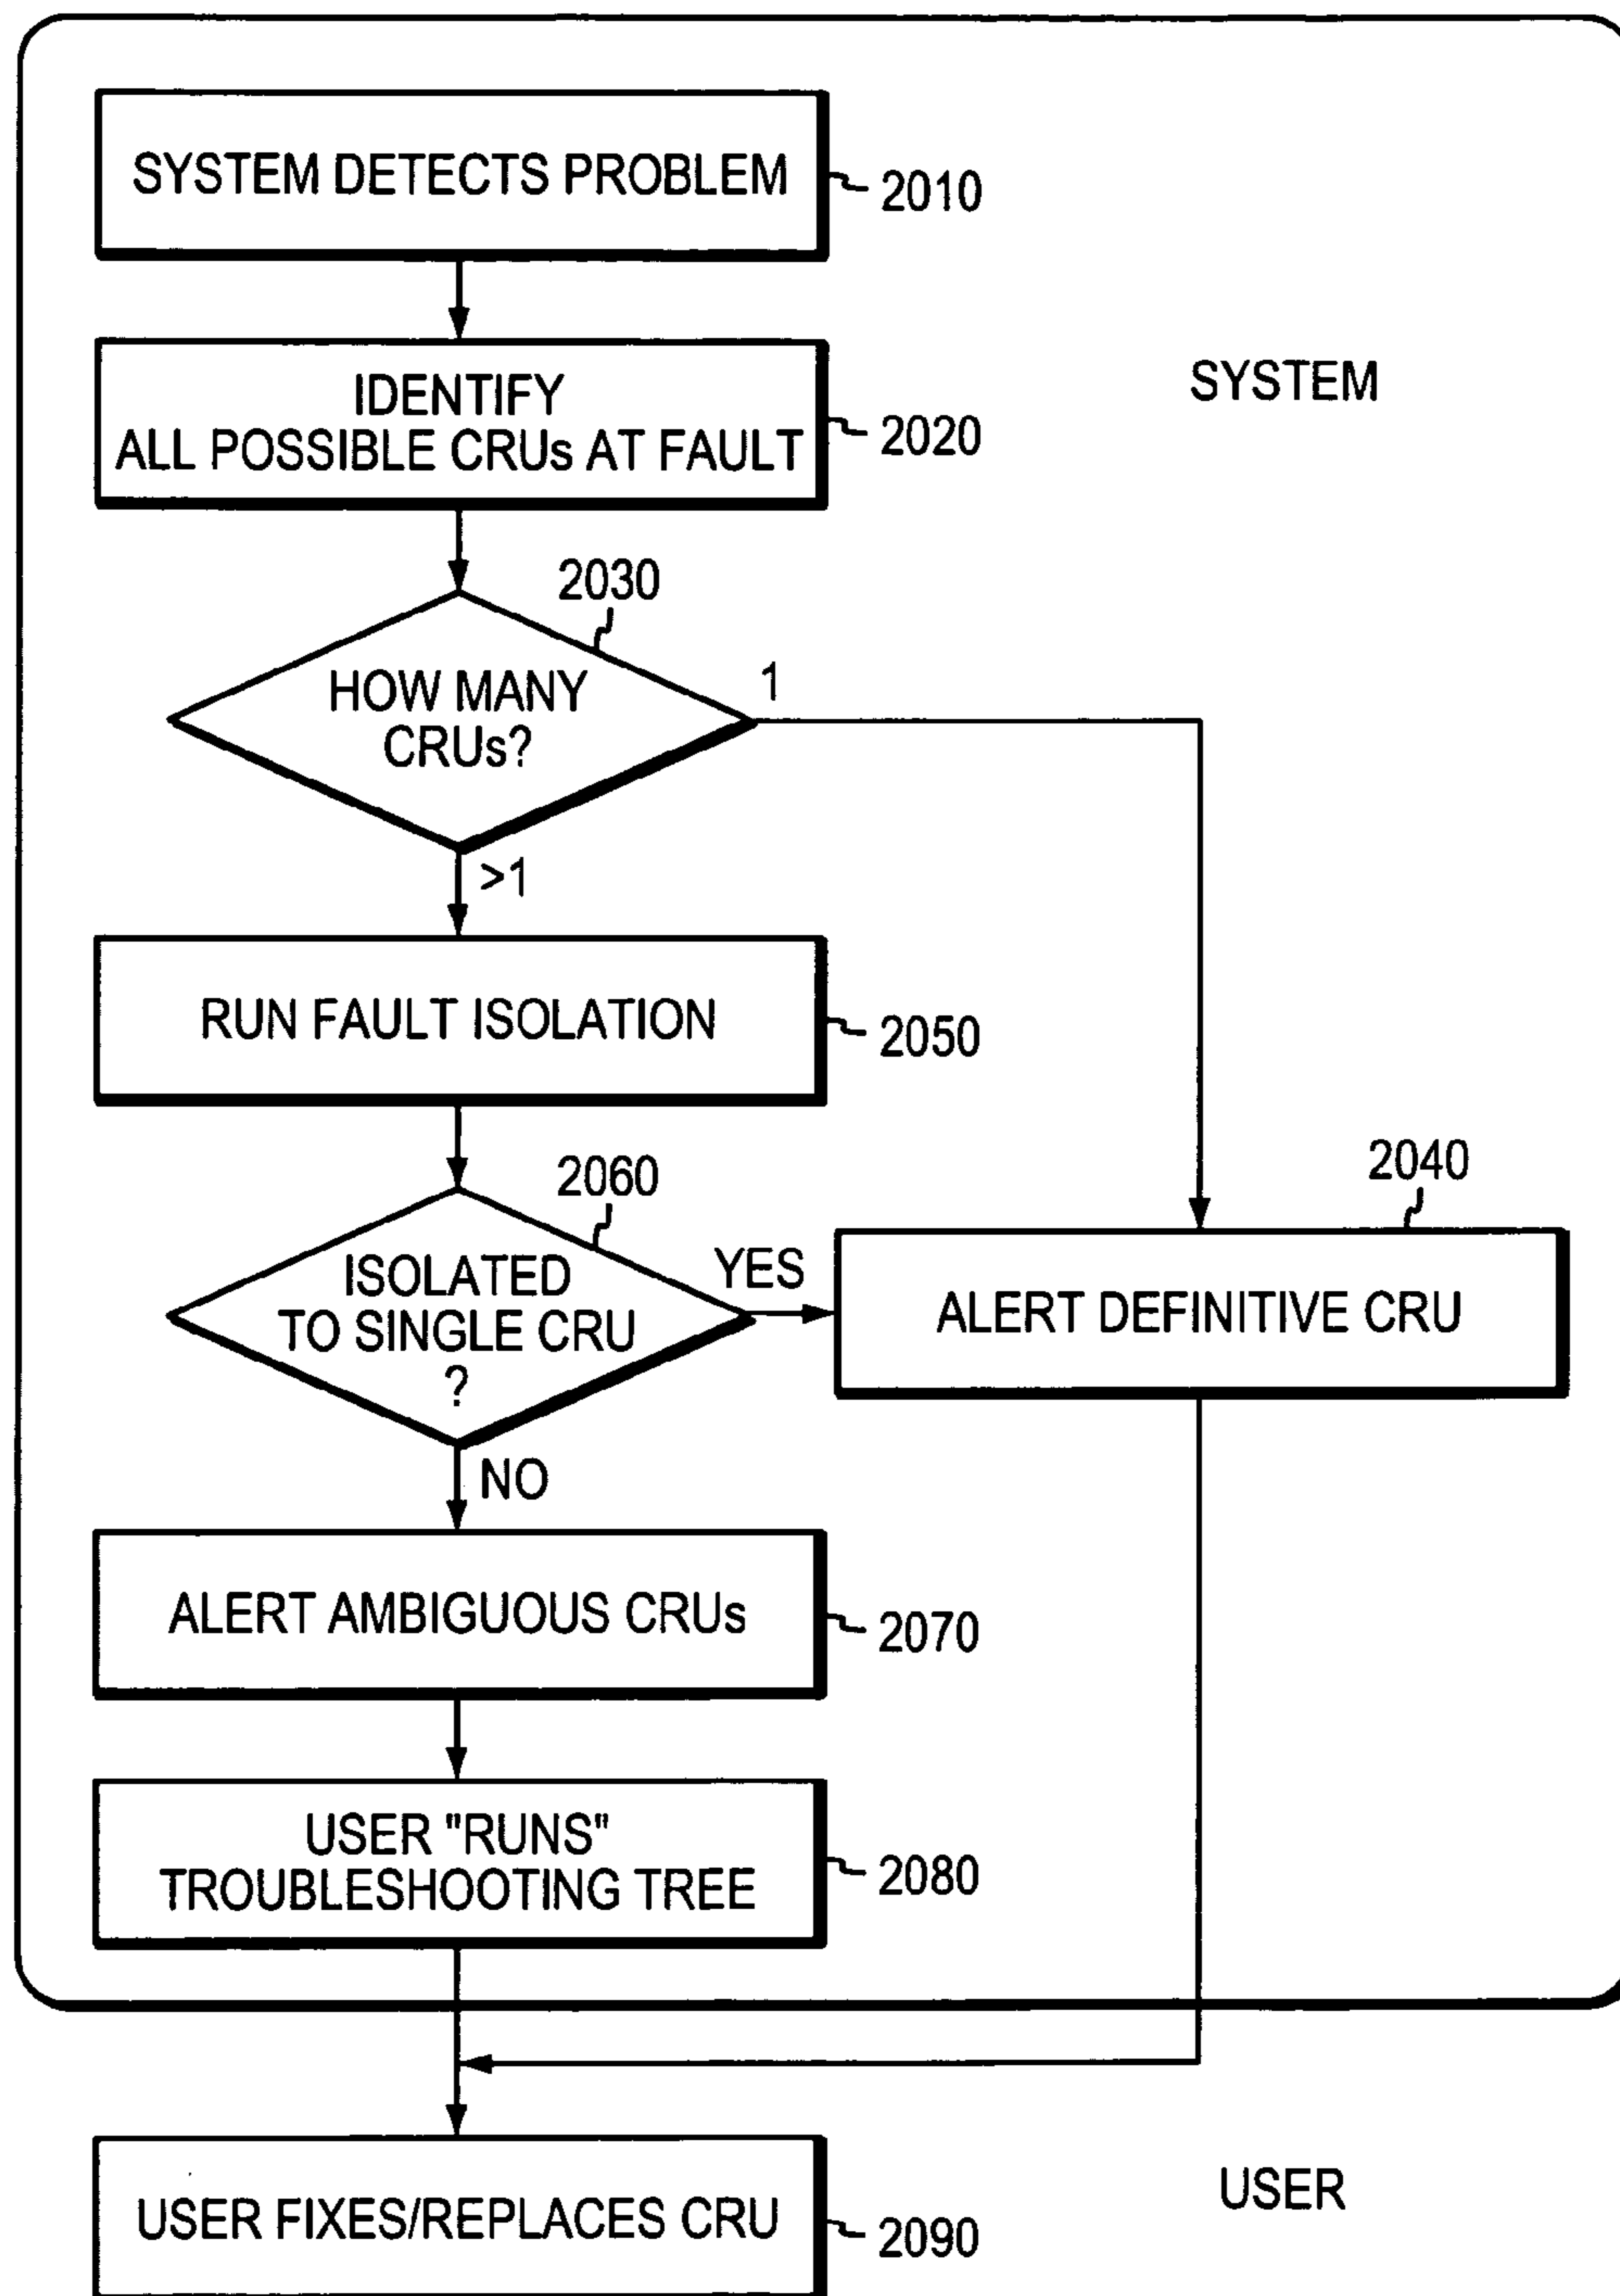 SYSTEM DETECTS PROBLEM
2010
IDENTIFY
ALL POSSIBLE CRUs AT FAULT
2020
SYSTEM
2030
HOW MANY
CRUs?
1
>1
RUN FAULT ISOLATION
2050
2060
ISOLATED
TO SINGLE CRU
?
YES
2040
ALERT DEFINITIVE CRU
NO
ALERT AMBIGUOUS CRUs
2070
USER "RUNS"
TROUBLESHOOTING TREE
2080
USER FIXES/REPLACES CRU
2090
USER